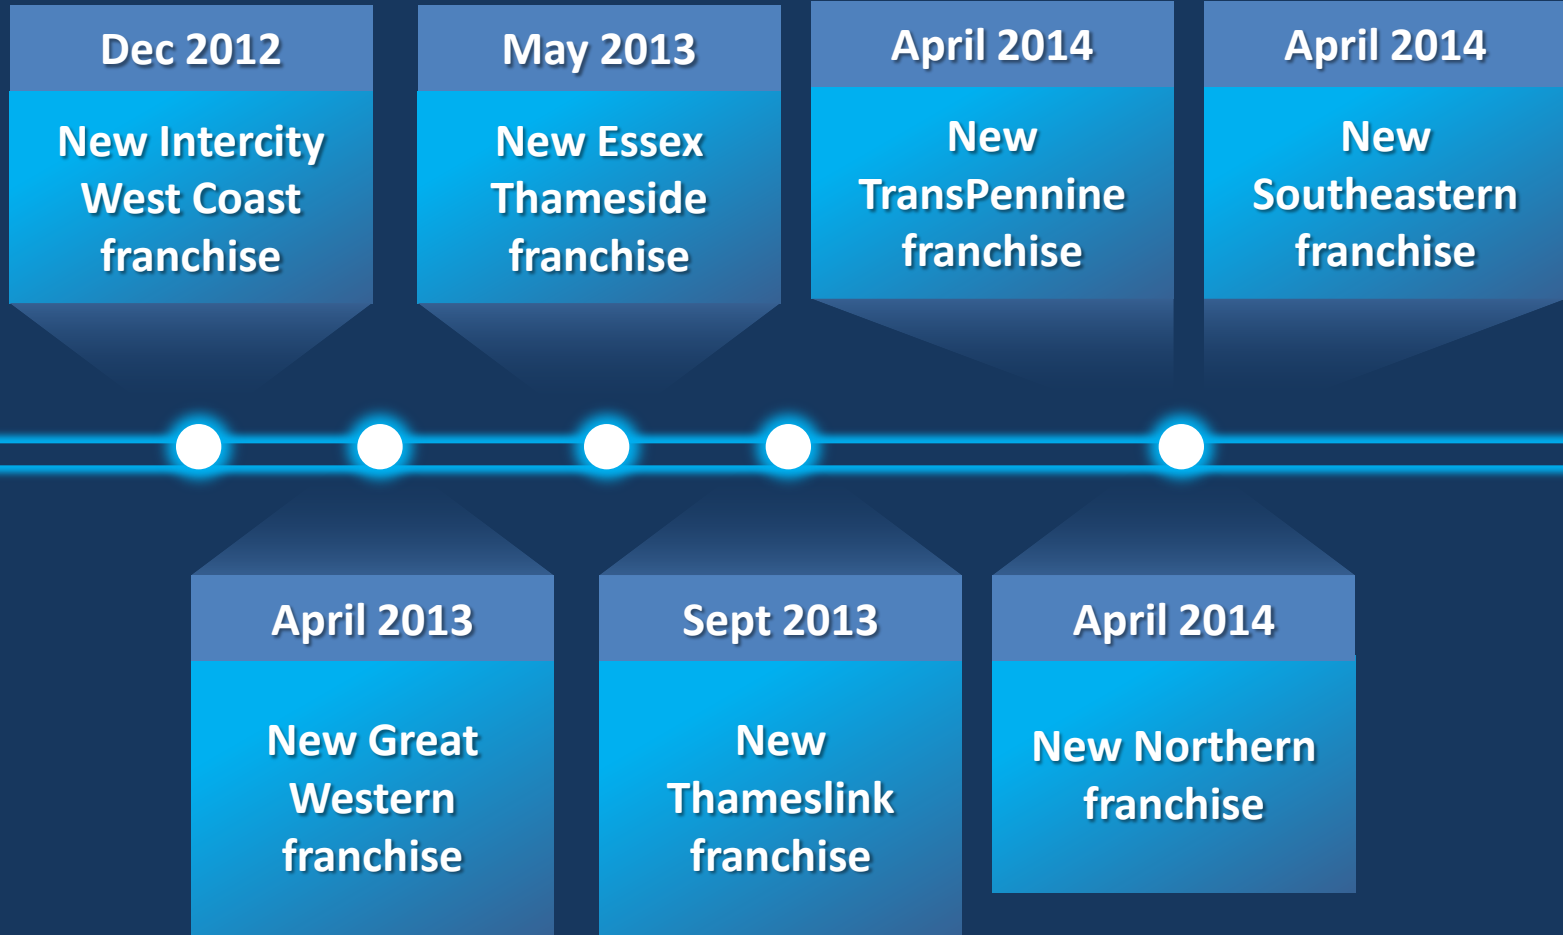 Dec 2012
New Intercity
West Coast
franchise
May 2013
New Essex
Thameside
franchise
April 2014
New
TransPennine
franchise
April 2014
New
Southeastern
franchise
April 2013
New Great
Western
franchise
Sept 2013
New
Thameslink
franchise
April 2014
New Northern
franchise